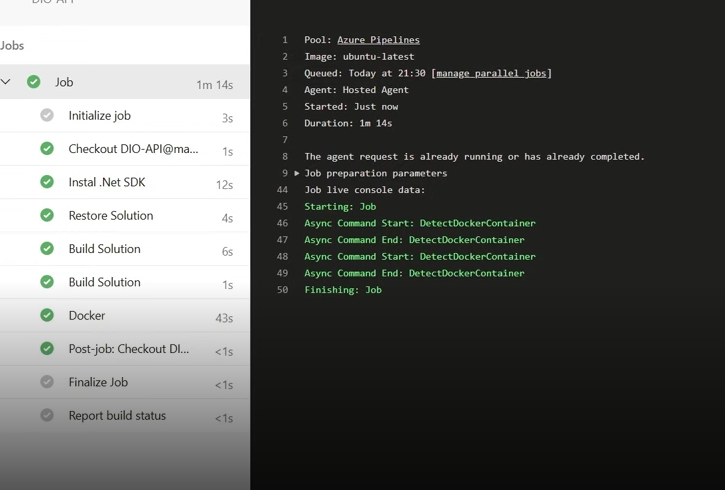 DIO-API
Jobs
Job 1m 14s
Initialize job 3s
Checkout DIO-API@ma... 1s
Instal .Net SDK 12s
Restore Solution 4s
Build Solution 6s
Build Solution 1s
Docker 43s
Post-job: Checkout DI... <1s
Finalize Job <1s
Report build status <1s
1 Pool: Azure Pipelines
2 Image: ubuntu-latest
3 Queued: Today at 21:30 [manage parallel jobs]
4 Agent: Hosted Agent
5 Started: Just now
6 Duration: 1m 14s
7
8 The agent request is already running or has already completed.
9 Job preparation parameters
44 Job live console data:
45 Starting: Job
46 Async Command Start: DetectDockerContainer
47 Async Command End: DetectDockerContainer
48 Async Command Start: DetectDockerContainer
49 Async Command End: DetectDockerContainer
50 Finishing: Job